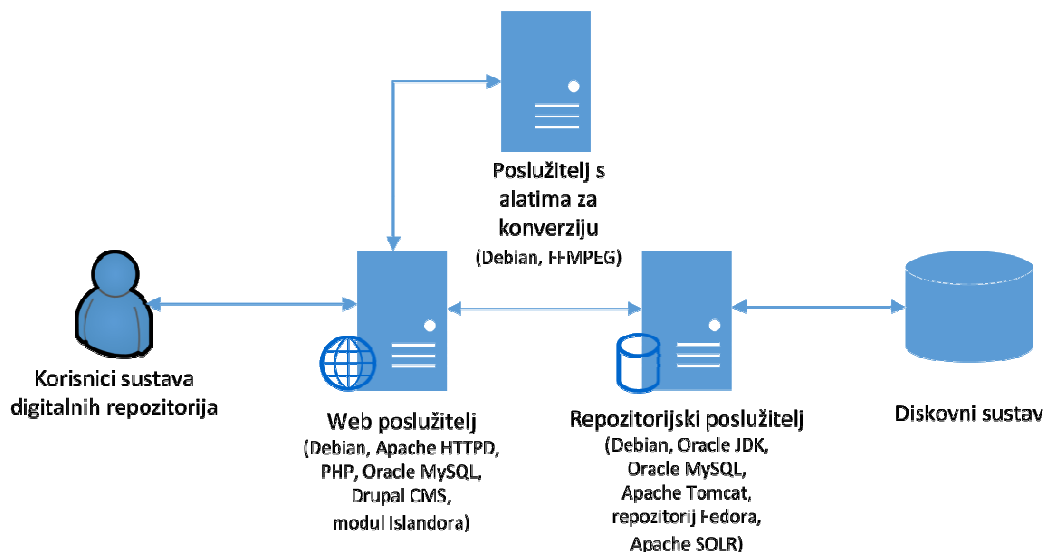 Poslužitelj s
alatima za
konverziju
(Debian, FFMPEG)
Korisnici sustava
digitalnih repozitorija
Web poslužitelj
(Debian, Apache HTTPD,
PHP, Oracle MySQL,
Drupal CMS,
modul Islandora)
Repozitorijski poslužitelj
(Debian, Oracle JDK,
Oracle MySQL,
Apache Tomcat,
repozitorij Fedora,
Apache SOLR)
Diskovni sustav